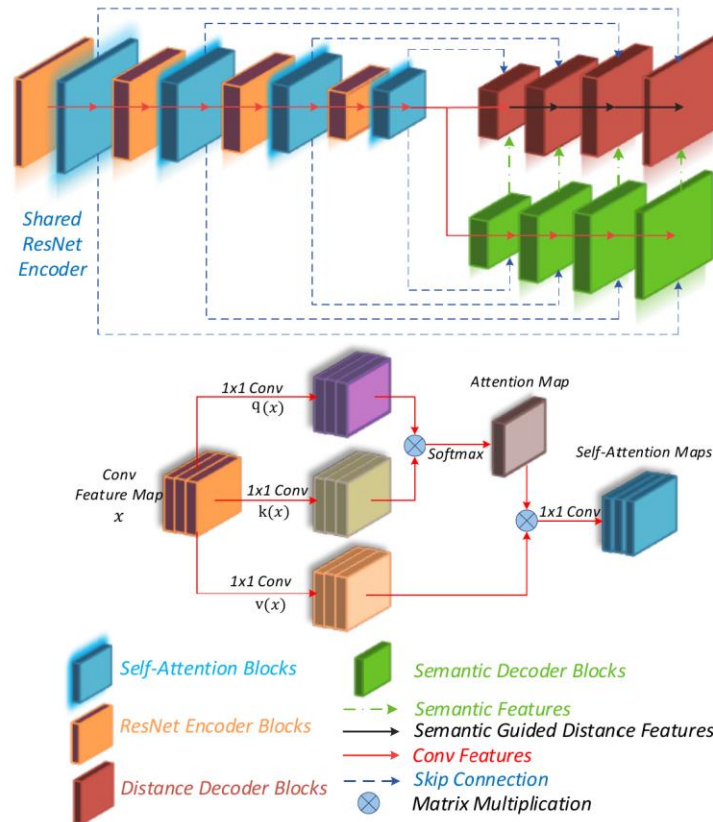 Shared
ResNet
Encoder
1x1 Conv
q(x)
Attention Map
Softmax
Self-Attention Maps
Conv
Feature Map
x
1x1 Conv
k(x)
1x1 Conv
1x1 Conv
v(x)
Self-Attention Blocks
Semantic Decoder Blocks
Semantic Features
ResNet Encoder Blocks
Semantic Guided Distance Features
Conv Features
Distance Decoder Blocks
Skip Connection
Matrix Multiplication